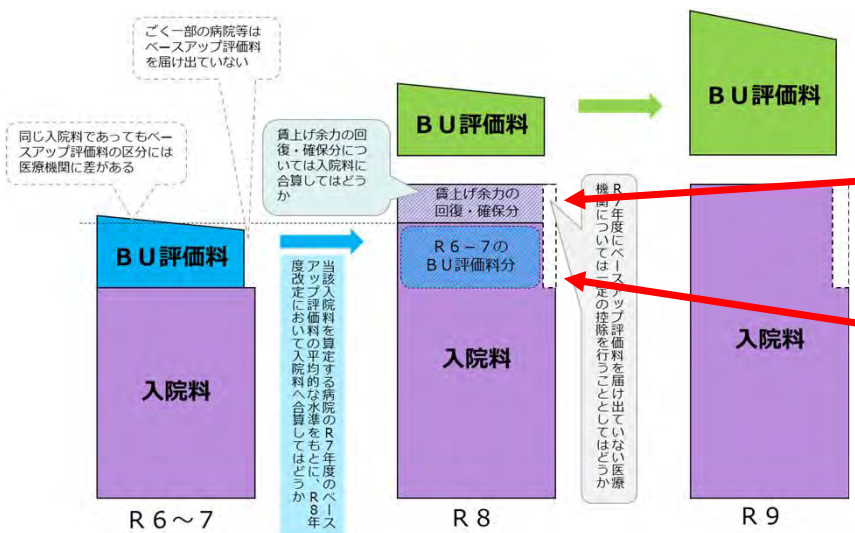 ごく一部の病院等は
ベースアップ評価料
を届け出ていない
同じ入院料であってもベー
スアップ評価料の区分には
医療機関に差がある
BU評価料
入院料
R6~7
当該入院料を算定する病院のR7年度のベース
アップ評価料の平均的な水準をもとに、R8年
度改定において入院料へ合算してはどうか
賃上げ余力の回
復・確保分につ
いては入院料に
合算してはどう
か
BU評価料
賃上げ余力の
回復・確保分
R6-7の
BU評価料分
入院料
R8
R7年度にベースアップ評価料を届け出ていない医療
機関については一定の控除を行うこととしてはどうか
BU評価料
入院料
R9